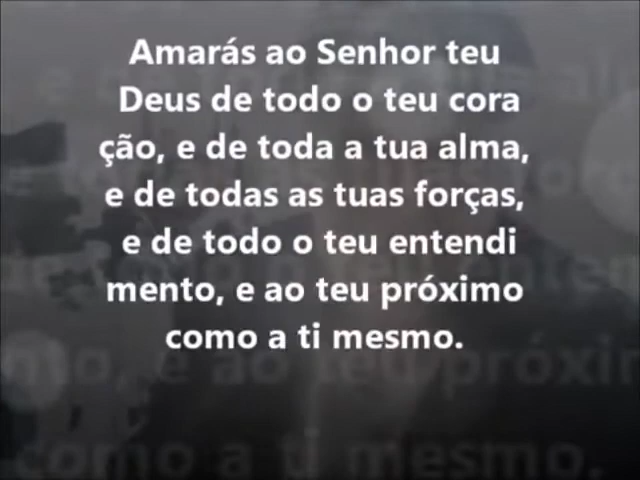 Amarás ao Senhor teu
Deus de todo o teu cora
ção, e de toda a tua alma,
e de todas as tuas forças,
e de todo o teu entendi
mento, e ao teu próximo
como a ti mesmo.